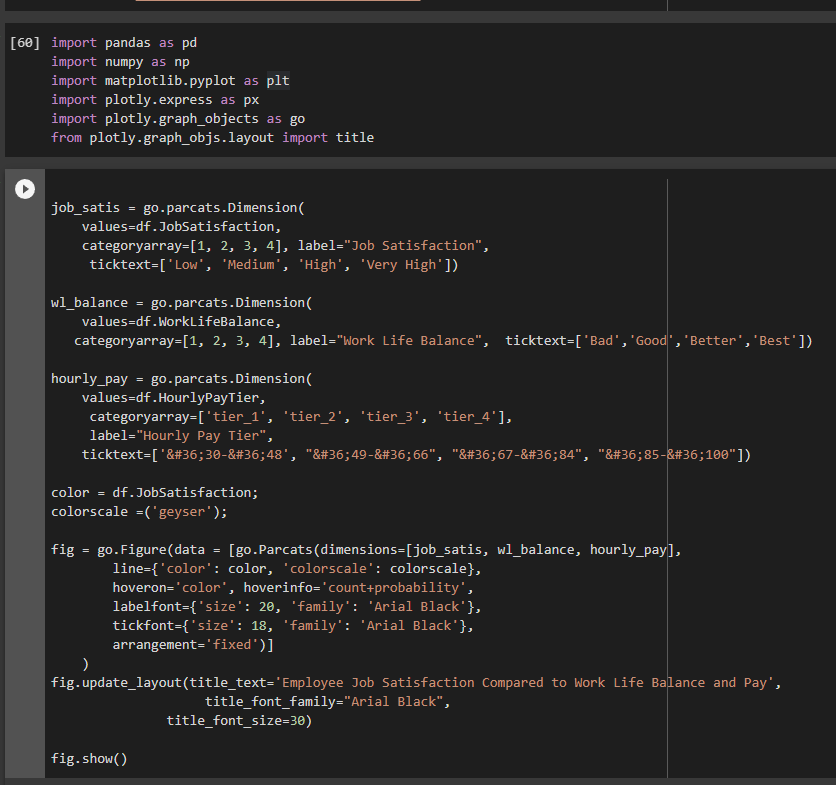 [60] import pandas as pd
import numpy as np
import matplotlib.pyplot as plt
import plotly.express as px
import plotly.graph_objects as go
from plotly.graph_objs.layout import title
job_satis = go.parcats.Dimension(
    values=df.JobSatisfaction,
    categoryarray=[1, 2, 3, 4], label="Job Satisfaction",
     ticktext=['Low', 'Medium', 'High', 'Very High'])
wl_balance = go.parcats.Dimension(
    values=df.WorkLifeBalance,
   categoryarray=[1, 2, 3, 4], label="Work Life Balance",  ticktext=['Bad','Good','Better','Best'])
hourly_pay = go.parcats.Dimension(
    values=df.HourlyPayTier,
     categoryarray=['tier_1', 'tier_2', 'tier_3', 'tier_4'],
     label="Hourly Pay Tier",
    ticktext=['&#36;30-&#36;48', "&#36;49-&#36;66", "&#36;67-&#36;84", "&#36;85-&#36;100"])
color = df.JobSatisfaction;
colorscale =('geyser');
fig = go.Figure(data = [go.Parcats(dimensions=[job_satis, wl_balance, hourly_pay],
        line={'color': color, 'colorscale': colorscale},
        hoveron='color', hoverinfo='count+probability',
        labelfont={'size': 20, 'family': 'Arial Black'},
        tickfont={'size': 18, 'family': 'Arial Black'},
        arrangement='fixed')]
    )
fig.update_layout(title_text='Employee Job Satisfaction Compared to Work Life Balance and Pay',
                    title_font_family="Arial Black",
               title_font_size=30)
fig.show()